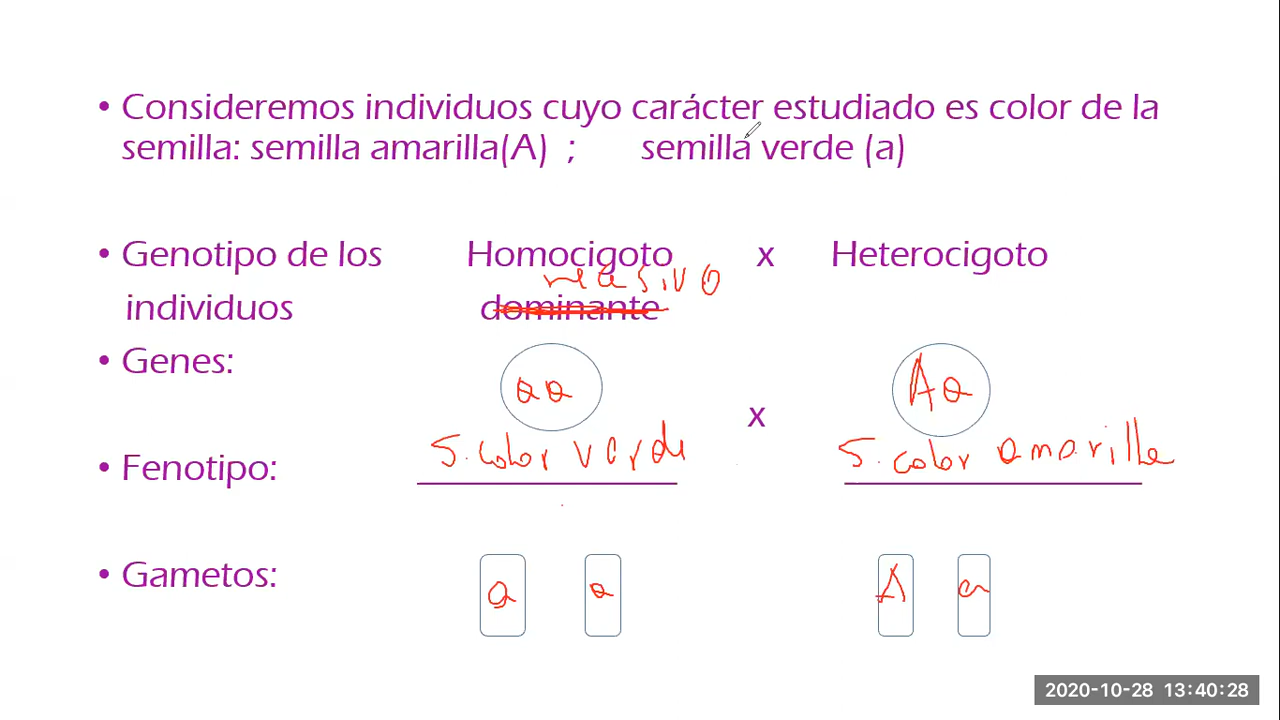 • Consideremos individuos cuyo carácter estudiado es color de la
semilla: semilla amarilla(A) ; semilla verde (a)
• Genotipo de los Homocigoto x Heterocigoto
recesivo
individuos dominante
• Genes: aa Aa
x
S. color verde S. color amarilla
• Fenotipo:
• Gametos: a a A a
2020-10-28 13:40:28